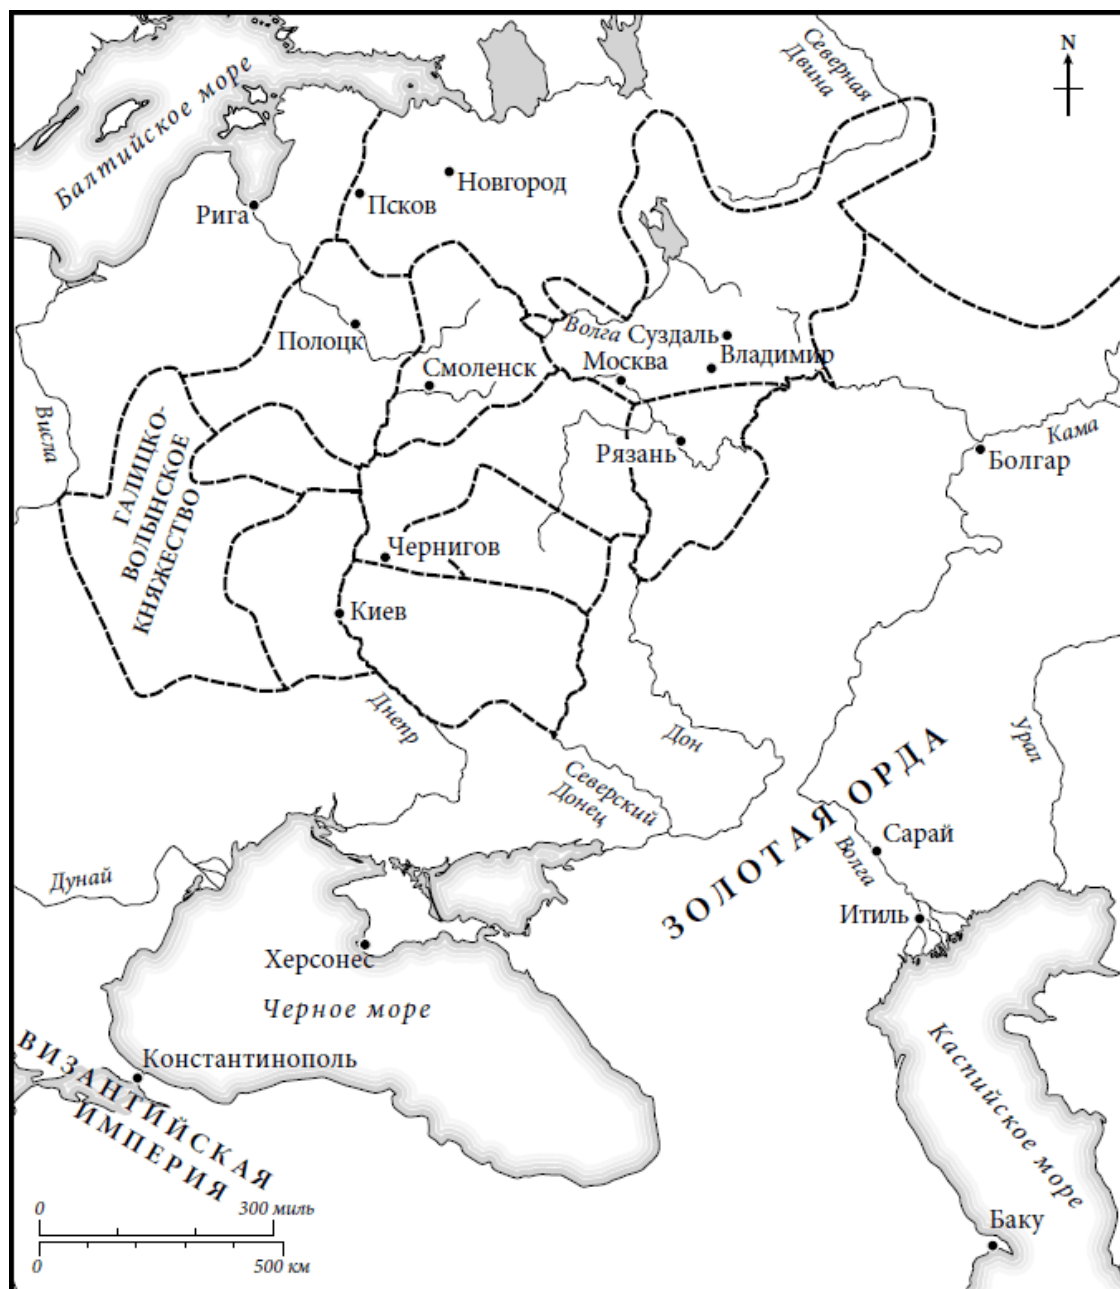 N
Северная
Двина
Балтийское море
Новгород
Псков
Рига
Волга
Суздаль
Полоцк
Владимир
Москва
Смоленск
Висла
Кама
ГАЛИЦКО-
ВОЛЫНСКОЕ
КНЯЖЕСТВО
Рязань
Болгар
Чернигов
Киев
Днепр
Дон
Урал
Северский
Донец
ЗОЛОТАЯ ОРДА
Сарай
Волга
Дунай
Итиль
Херсонес
Черное море
Каспийское море
Константинополь
ВИЗАНТИЙСКАЯ
ИМПЕРИЯ
0 300 миль
0 500 км
Баку